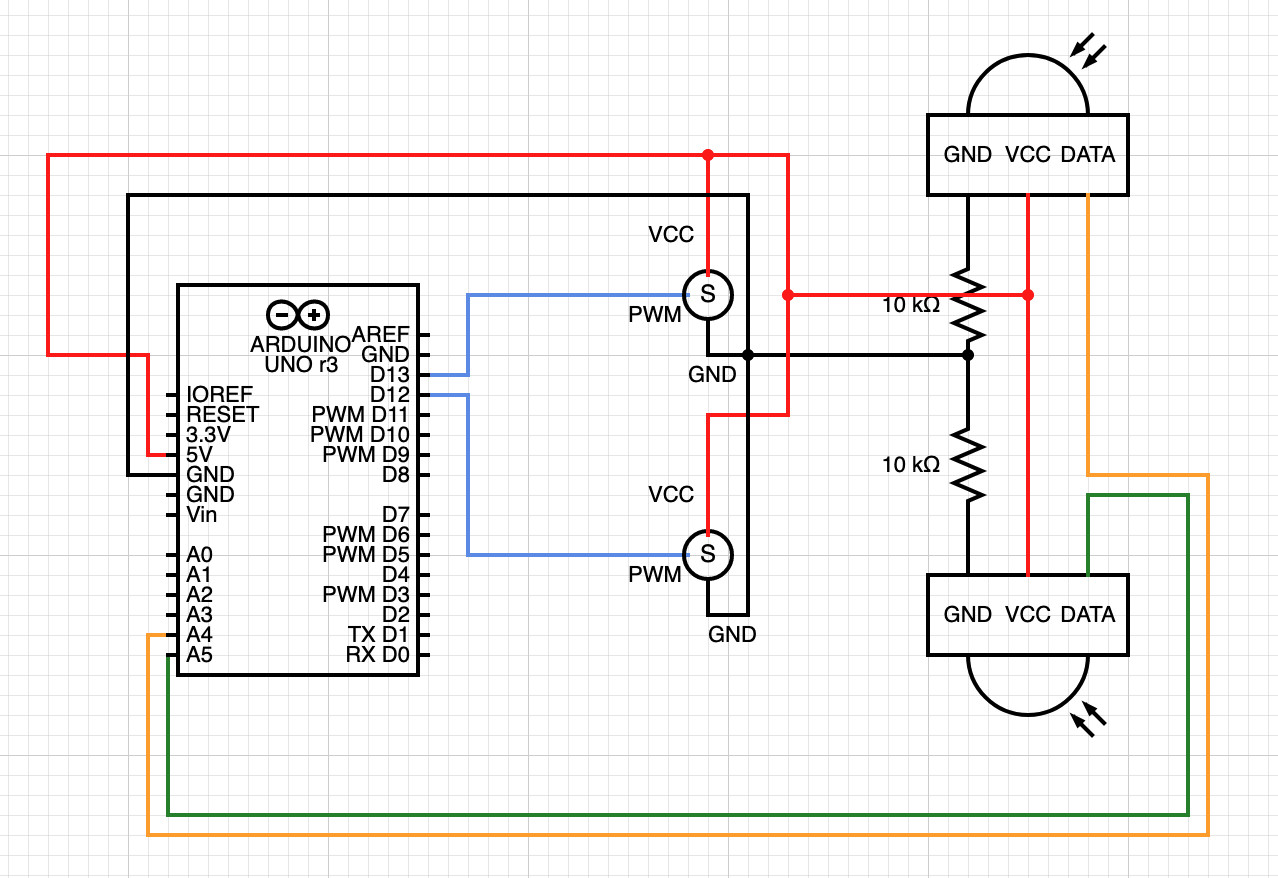 GND VCC DATA
VCC
S
PWM
10 kΩ
GND
ARDUINO
UNO r3
AREF
GND
D13
D12
IOREF
RESET
3.3V
5V
GND
GND
Vin
PWM D11
PWM D10
PWM D9
D8
D7
PWM D6
PWM D5
D4
PWM D3
D2
TX D1
RX D0
A0
A1
A2
A3
A4
A5
10 kΩ
VCC
S
PWM
GND
GND VCC DATA